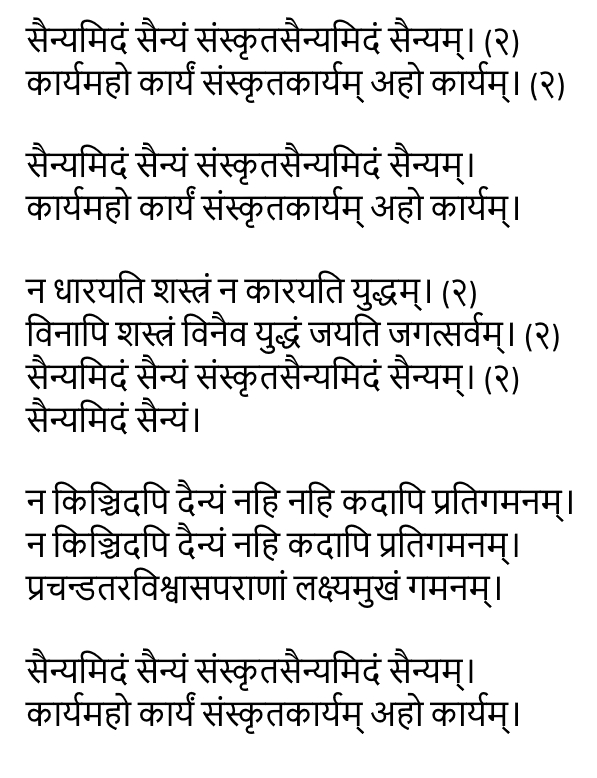 सैन्यमिदं सैन्यं संस्कृतसैन्यमिदं सैन्यम्। (२)
कार्यमहो कार्यं संस्कृतकार्यम् अहो कार्यम्। (२)
सैन्यमिदं सैन्यं संस्कृतसैन्यमिदं सैन्यम्।
कार्यमहो कार्यं संस्कृतकार्यम् अहो कार्यम्।
न धारयति शस्त्रं न कारयति युद्धम्। (२)
विनापि शस्त्रं विनैव युद्धं जयति जगत्सर्वम्। (२)
सैन्यमिदं सैन्यं संस्कृतसैन्यमिदं सैन्यम्। (२)
सैन्यमिदं सैन्यं।
न किञ्चिदपि दैन्यं नहि नहि कदापि प्रतिगमनम्।
न किञ्चिदपि दैन्यं नहि कदापि प्रतिगमनम्।
प्रचन्डतरविश्वासपराणां लक्ष्यमुखं गमनम्।
सैन्यमिदं सैन्यं संस्कृतसैन्यमिदं सैन्यम्।
कार्यमहो कार्यं संस्कृतकार्यम् अहो कार्यम्।